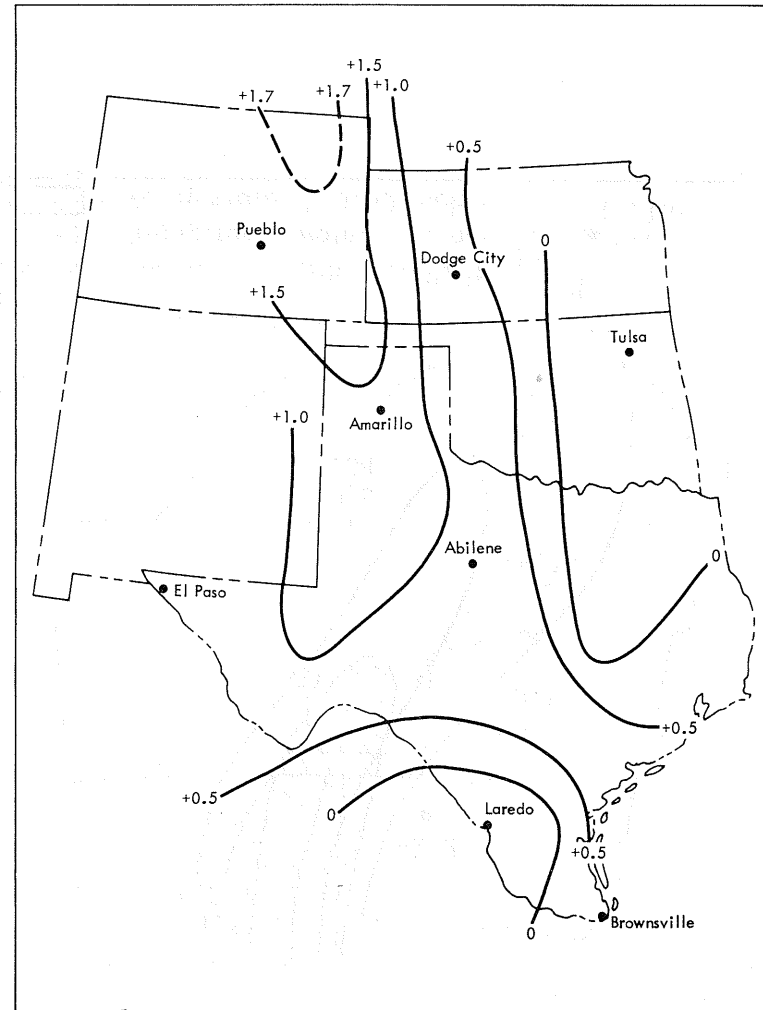 +1.5
+1.7 +1.7 +1.0
+0.5
Pueblo
0
Dodge City
+1.5
Tulsa
+1.0
Amarillo
Abilene
0
El Paso
+0.5
+0.5
0
Laredo
+0.5
Brownsville
0